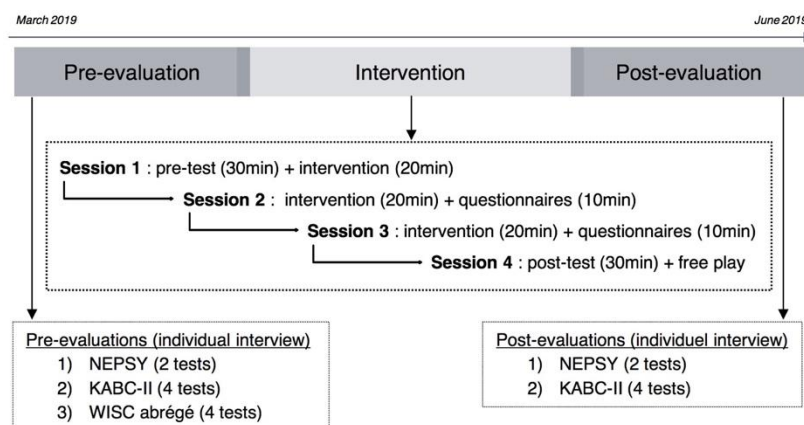 March 2019
June 2019
Pre-evaluation
Intervention
Post-evaluation
Session 1 : pre-test (30min) + intervention (20min)
Session 2 : intervention (20min) + questionnaires (10min)
Session 3 : intervention (20min) + questionnaires (10min)
Session 4 : post-test (30min) + free play
Pre-evaluations (individual interview)
1) NEPSY (2 tests)
2) KABC-II (4 tests)
3) WISC abrégé (4 tests)
Post-evaluations (individuel interview)
1) NEPSY (2 tests)
2) KABC-II (4 tests)